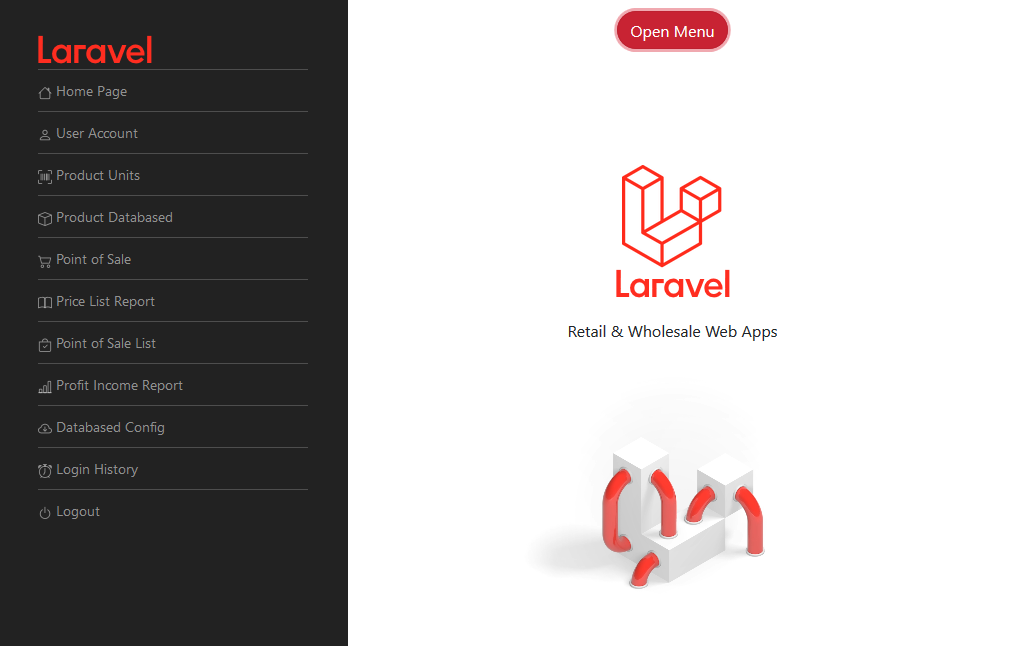 Laravel
Home Page
User Account
Product Units
Product Databased
Point of Sale
Price List Report
Point of Sale List
Profit Income Report
Databased Config
Login History
Logout
Open Menu
Laravel
Retail & Wholesale Web Apps